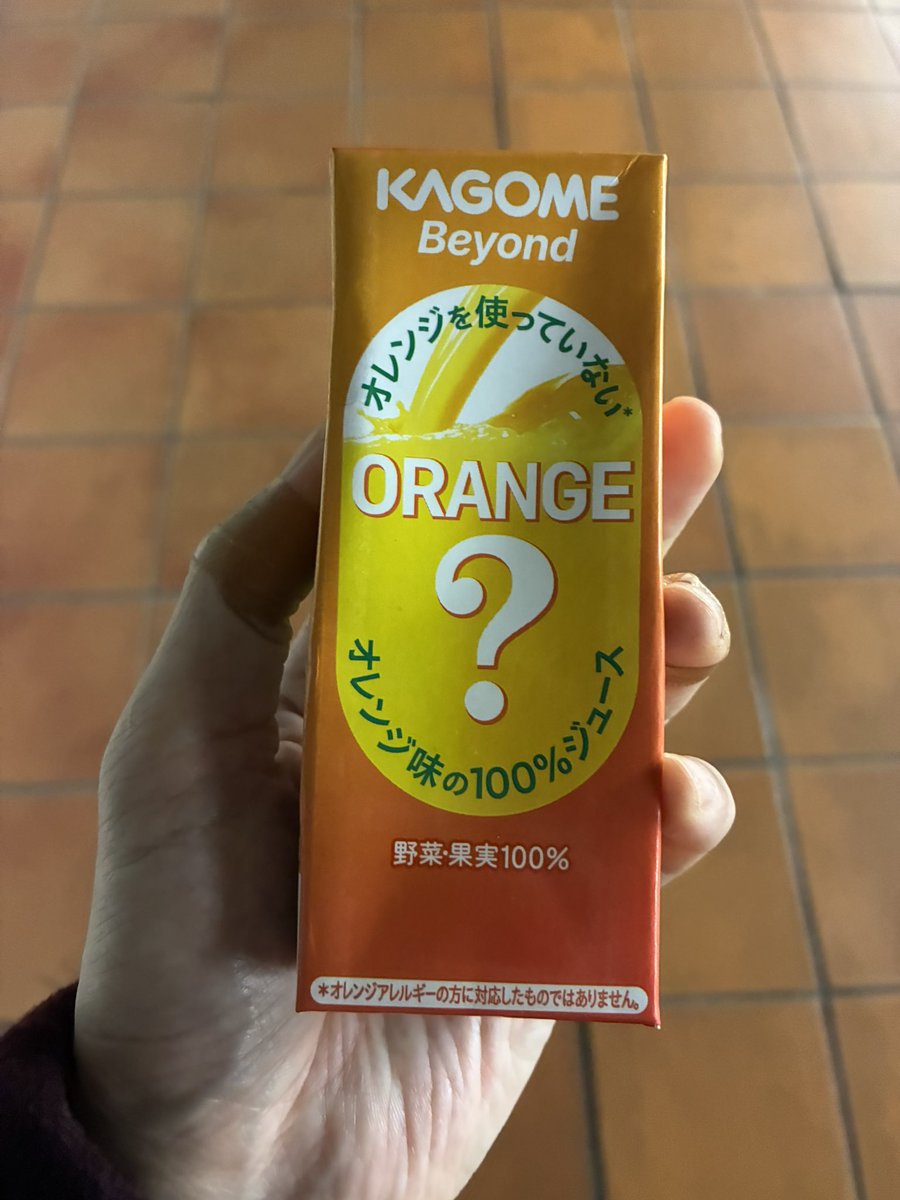 KAGOME
Beyond
オレンジを使っていない*
ORANGE
?
オレンジ味の100%ジュース
野菜・果実100%
*オレンジアレルギーの方に対応したものではありません。